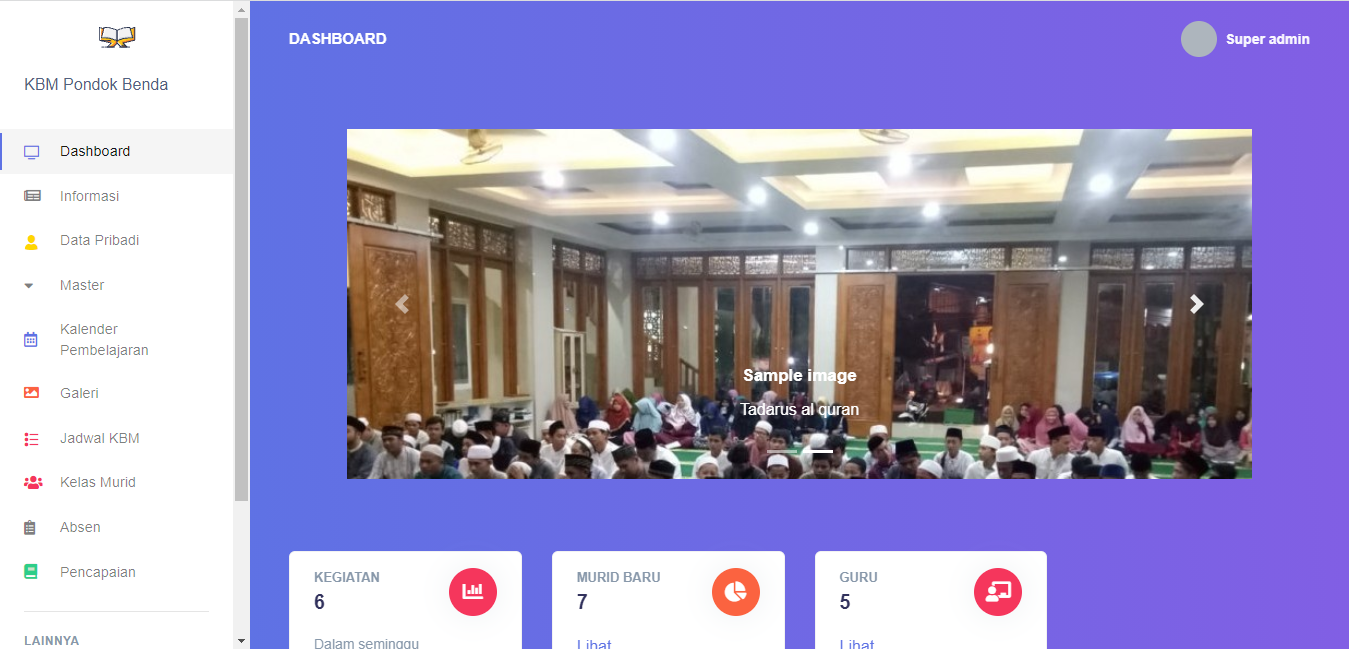 KBM Pondok Benda
Dashboard
Informasi
Data Pribadi
Master
Kalender
Pembelajaran
Galeri
Jadwal KBM
Kelas Murid
Absen
Pencapaian
LAINNYA
DASHBOARD
Super admin
Sample image
Tadarus al quran
KEGIATAN
6
Dalam seminggu
MURID BARU
7
Lihat
GURU
5
Lihat